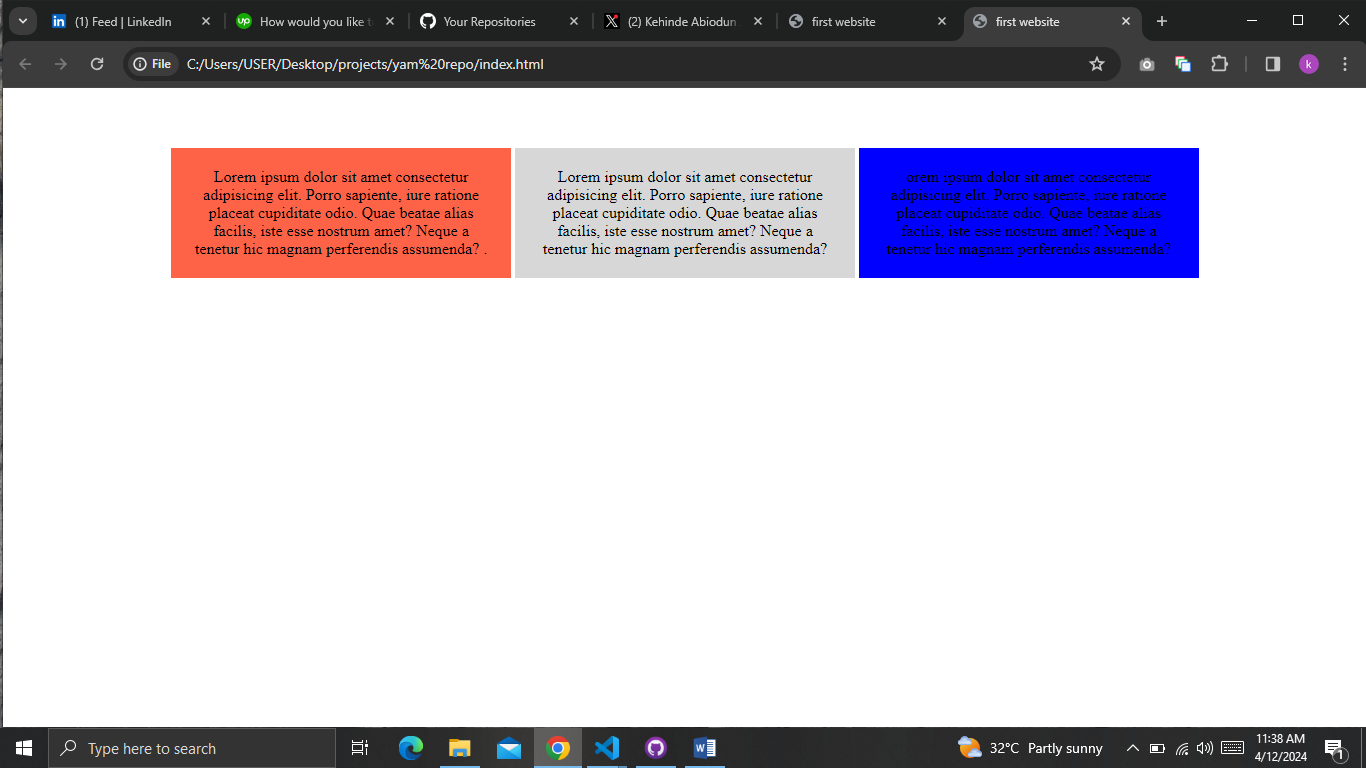 (1) Feed | LinkedIn
How would you like t
Your Repositories
(2) Kehinde Abiodun
first website
first website
File
C:/Users/USER/Desktop/projects/yam%20repo/index.html
k
Lorem ipsum dolor sit amet consectetur
adipisicing elit. Porro sapiente, iure ratione
placeat cupiditate odio. Quae beatae alias
facilis, iste esse nostrum amet? Neque a
tenetur hic magnam perferendis assumenda? .
Lorem ipsum dolor sit amet consectetur
adipisicing elit. Porro sapiente, iure ratione
placeat cupiditate odio. Quae beatae alias
facilis, iste esse nostrum amet? Neque a
tenetur hic magnam perferendis assumenda?
orem ipsum dolor sit amet consectetur
adipisicing elit. Porro sapiente, iure ratione
placeat cupiditate odio. Quae beatae alias
facilis, iste esse nostrum amet? Neque a
tenetur hic magnam perferendis assumenda?
Type here to search
32°C Partly sunny
11:38 AM
4/12/2024
1